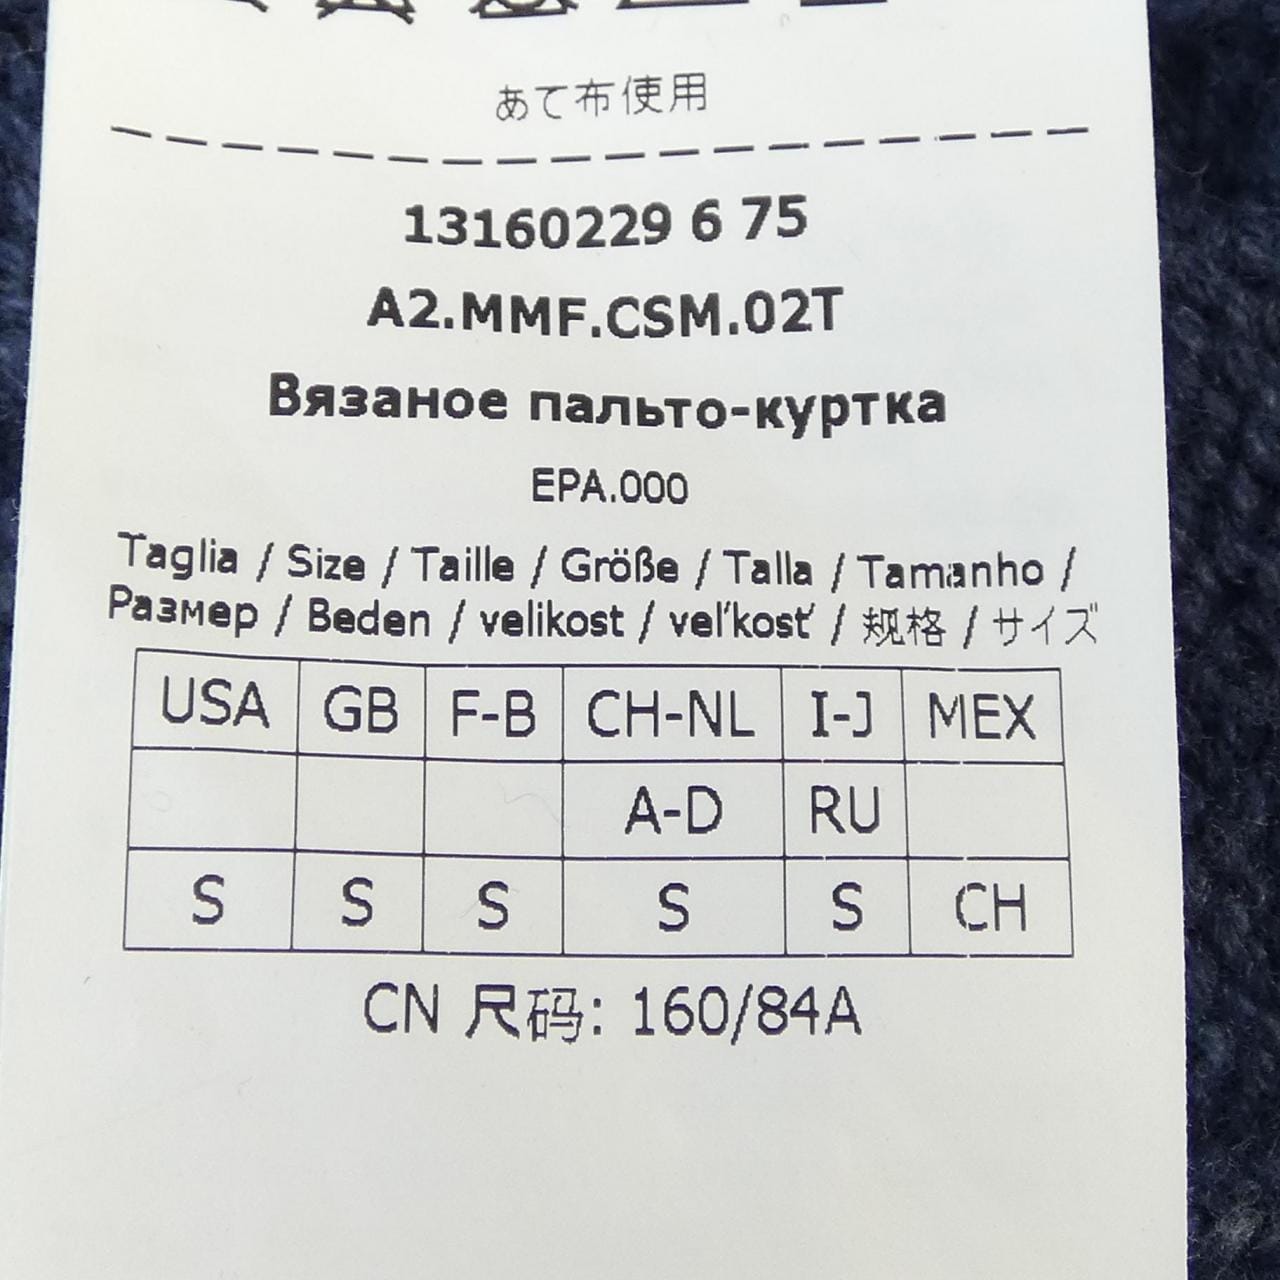 あて布使用
13160229 6 75
A2.MMF.CSM.02T
Вязаное пальто-куртка
EPA.000
Taglia / Size / Taille / Größe / Talla / Tamanho /
Размер / Beden / velikost / veľkosť / 规格 / サイズ
USA GB F-B CH-NL I-J MEX
A-D RU
S S S S S CH
CN 尺码: 160/84A